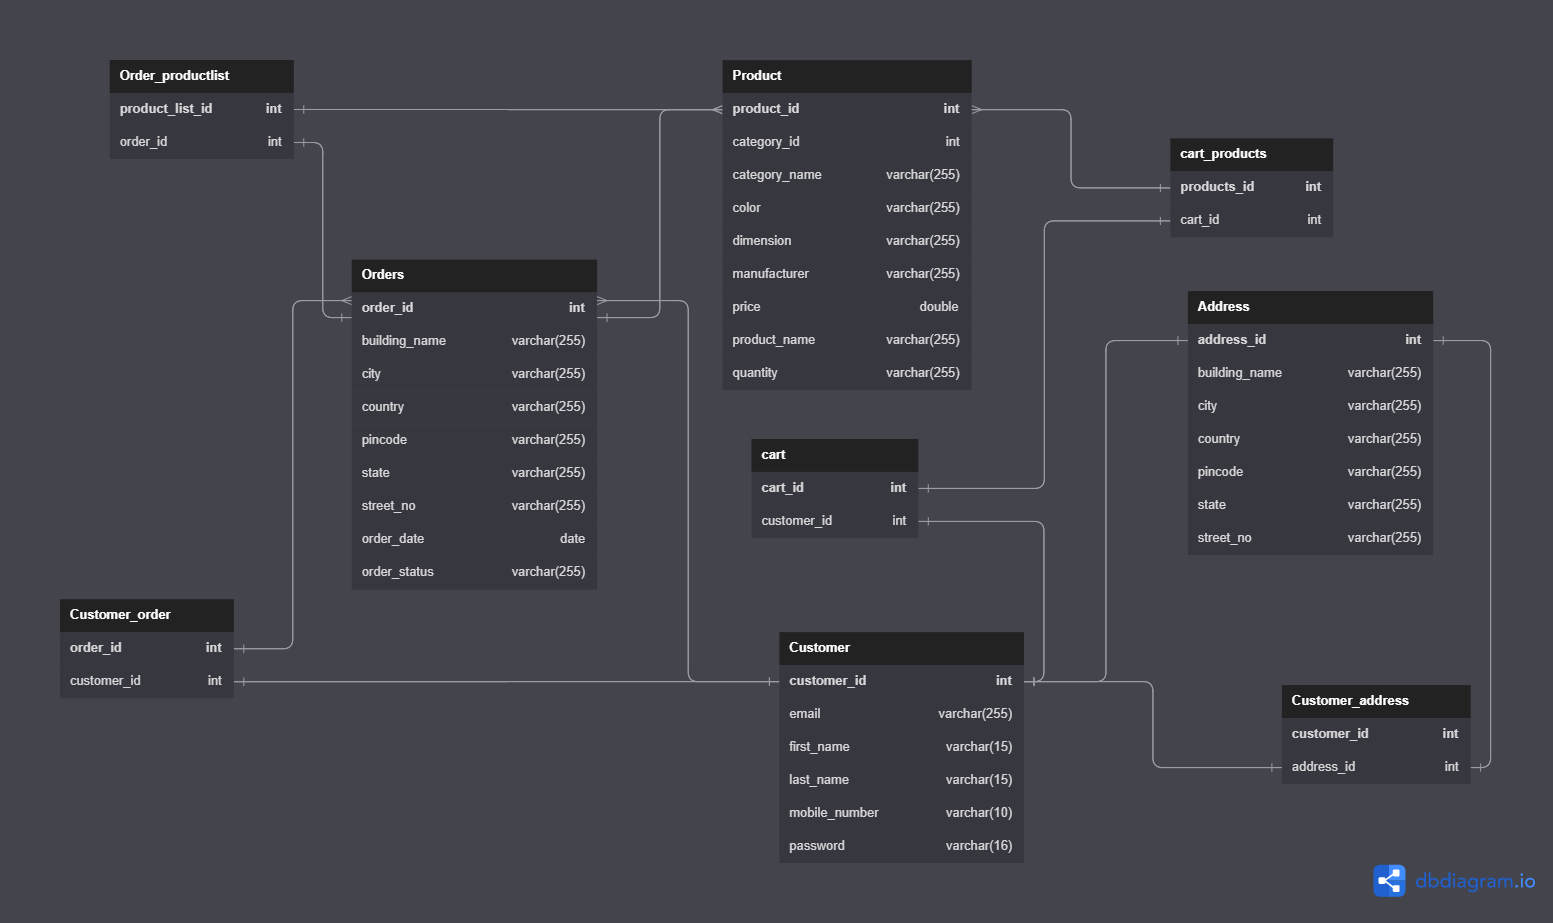 Order_productlist
product_list_id int
order_id int
Product
product_id int
category_id int
category_name varchar(255)
color varchar(255)
dimension varchar(255)
manufacturer varchar(255)
price double
product_name varchar(255)
quantity varchar(255)
cart_products
products_id int
cart_id int
Orders
order_id int
building_name varchar(255)
city varchar(255)
country varchar(255)
pincode varchar(255)
state varchar(255)
street_no varchar(255)
order_date date
order_status varchar(255)
Address
address_id int
building_name varchar(255)
city varchar(255)
country varchar(255)
pincode varchar(255)
state varchar(255)
street_no varchar(255)
cart
cart_id int
customer_id int
Customer_order
order_id int
customer_id int
Customer
customer_id int
email varchar(255)
first_name varchar(15)
last_name varchar(15)
mobile_number varchar(10)
password varchar(16)
Customer_address
customer_id int
address_id int
dbdiagram.io